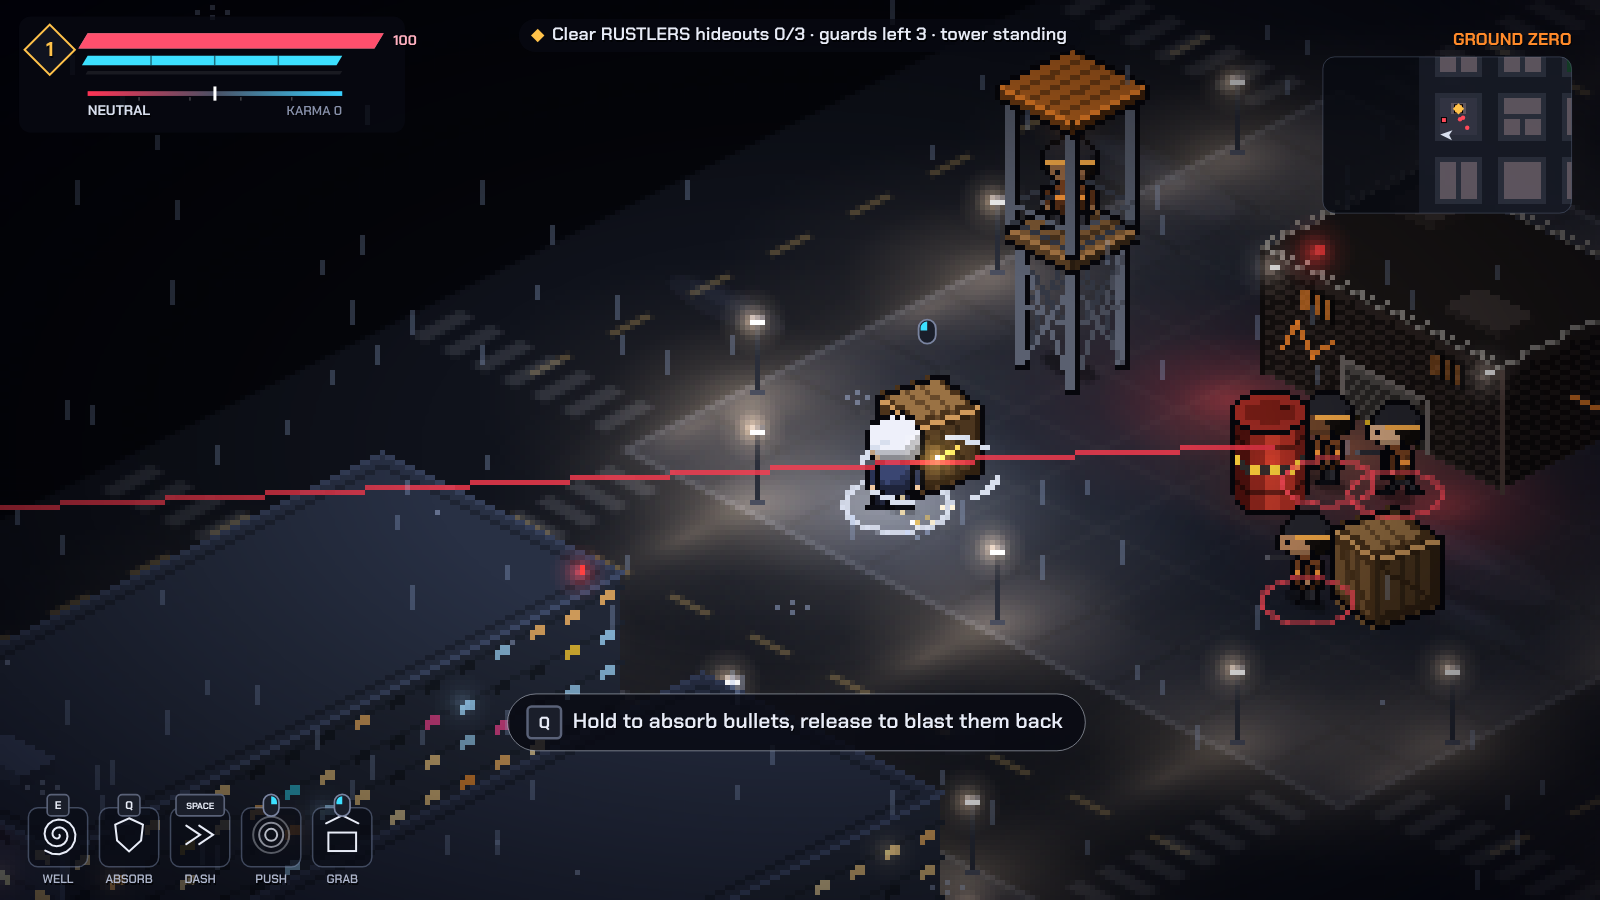 1
100
NEUTRAL
KARMA 0
Clear RUSTLERS hideouts 0/3 · guards left 3 · tower standing
GROUND ZERO
Q Hold to absorb bullets, release to blast them back
E
Q
SPACE
WELL
ABSORB
DASH
PUSH
GRAB